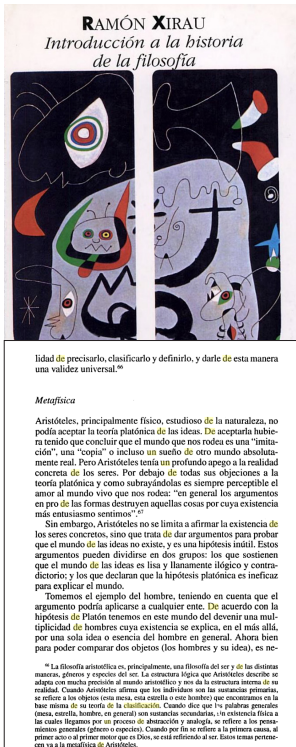 RAMÓN XIRAU
Introducción a la historia
de la filosofía
lidad de precisarlo, clasificarlo y definirlo, y darle de esta manera
una validez universal.⁶⁶
Metafísica
Aristóteles, principalmente físico, estudioso de la naturaleza, no
podía aceptar la teoría platónica de las ideas. De aceptarla hubie-
ra tenido que concluir que el mundo que nos rodea es una “imita-
ción”, una “copia” o incluso un sueño de otro mundo absoluta-
mente real. Pero Aristóteles tenía un profundo apego a la realidad
concreta de los seres. Por debajo de todas sus objeciones a la
teoría platónica y como subrayándolas es siempre perceptible el
amor al mundo vivo que nos rodea: “en general los argumentos
en pro de las formas destruyen aquellas cosas por cuya existencia
más entusiasmo sentimos”.⁶⁷
Sin embargo, Aristóteles no se limita a afirmar la existencia de
los seres concretos, sino que trata de dar argumentos para probar
que el mundo de las ideas no existe, y es una hipótesis inútil. Estos
argumentos pueden dividirse en dos grupos: los que sostienen
que el mundo de las ideas es lisa y llanamente ilógico y contra-
dictorio; y los que declaran que la hipótesis platónica es ineficaz
para explicar el mundo.
Tomemos el ejemplo del hombre, teniendo en cuenta que el
argumento podría aplicarse a cualquier ente. De acuerdo con la
hipótesis de Platón tenemos en este mundo del devenir una mul-
tiplicidad de hombres cuya existencia se explica, en el más allá,
por una sola idea o esencia del hombre en general. Ahora bien
para poder comparar dos objetos (los hombres y su idea), es ne-
⁶⁶ La filosofía aristotélica es, principalmente, una filosofía del ser y de las distintas
maneras, géneros y especies del ser. La estructura lógica que Aristóteles describe se
adapta con mucha precisión al mundo aristotélico y nos da la estructura interna de su
realidad. Cuando Aristóteles afirma que los individuos son las sustancias primarias,
se refiere a los objetos (esta mesa, esta estrella o este hombre) que encontramos en la
base misma de su teoría de la clasificación. Cuando dice que las palabras generales
(mesa, estrella, hombre, en general) son sustancias secundarias, sin existencia física a
las cuales llegamos por un proceso de abstracción y analogía, se refiere a los pensa-
mientos generales (género o especies). Cuando por fin se refiere a la primera causa, al
primer acto o al primer motor que es Dios, se está refiriendo al ser. Estos temas pertene-
cen ya a la metafísica de Aristóteles.